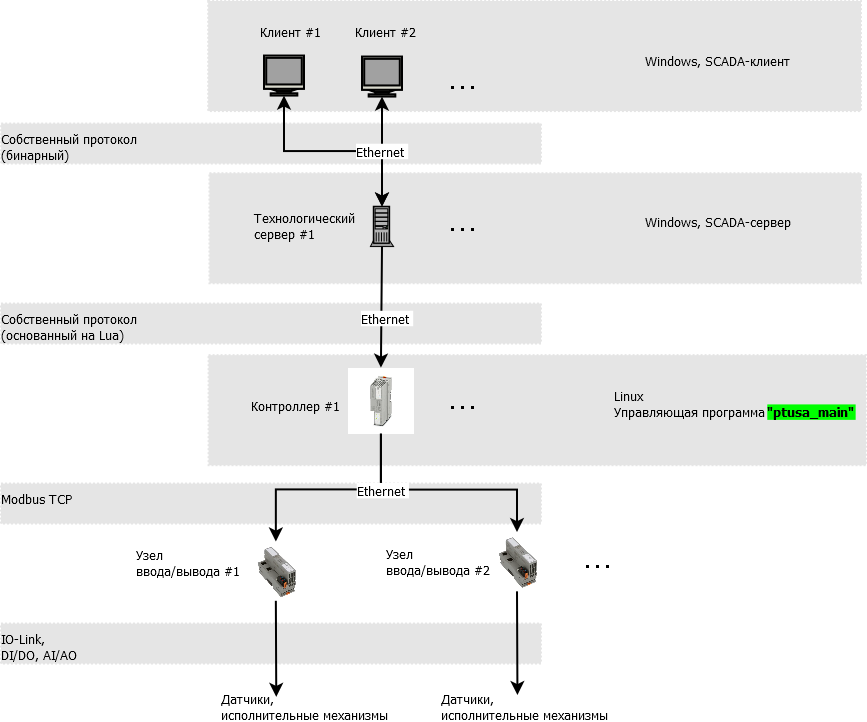 Клиент #1
Клиент #2
...
Windows, SCADA-клиент
Собственный протокол
(бинарный)
Ethernet
Технологический
сервер #1
...
Windows, SCADA-сервер
Собственный протокол
(основанный на Lua)
Ethernet
Контроллер #1
...
Linux
Управляющая программа "ptusa_main"
Modbus TCP
Ethernet
Узел
ввода/вывода #1
Узел
ввода/вывода #2
...
IO-Link,
DI/DO, AI/AO
Датчики,
исполнительные механизмы
Датчики,
исполнительные механизмы